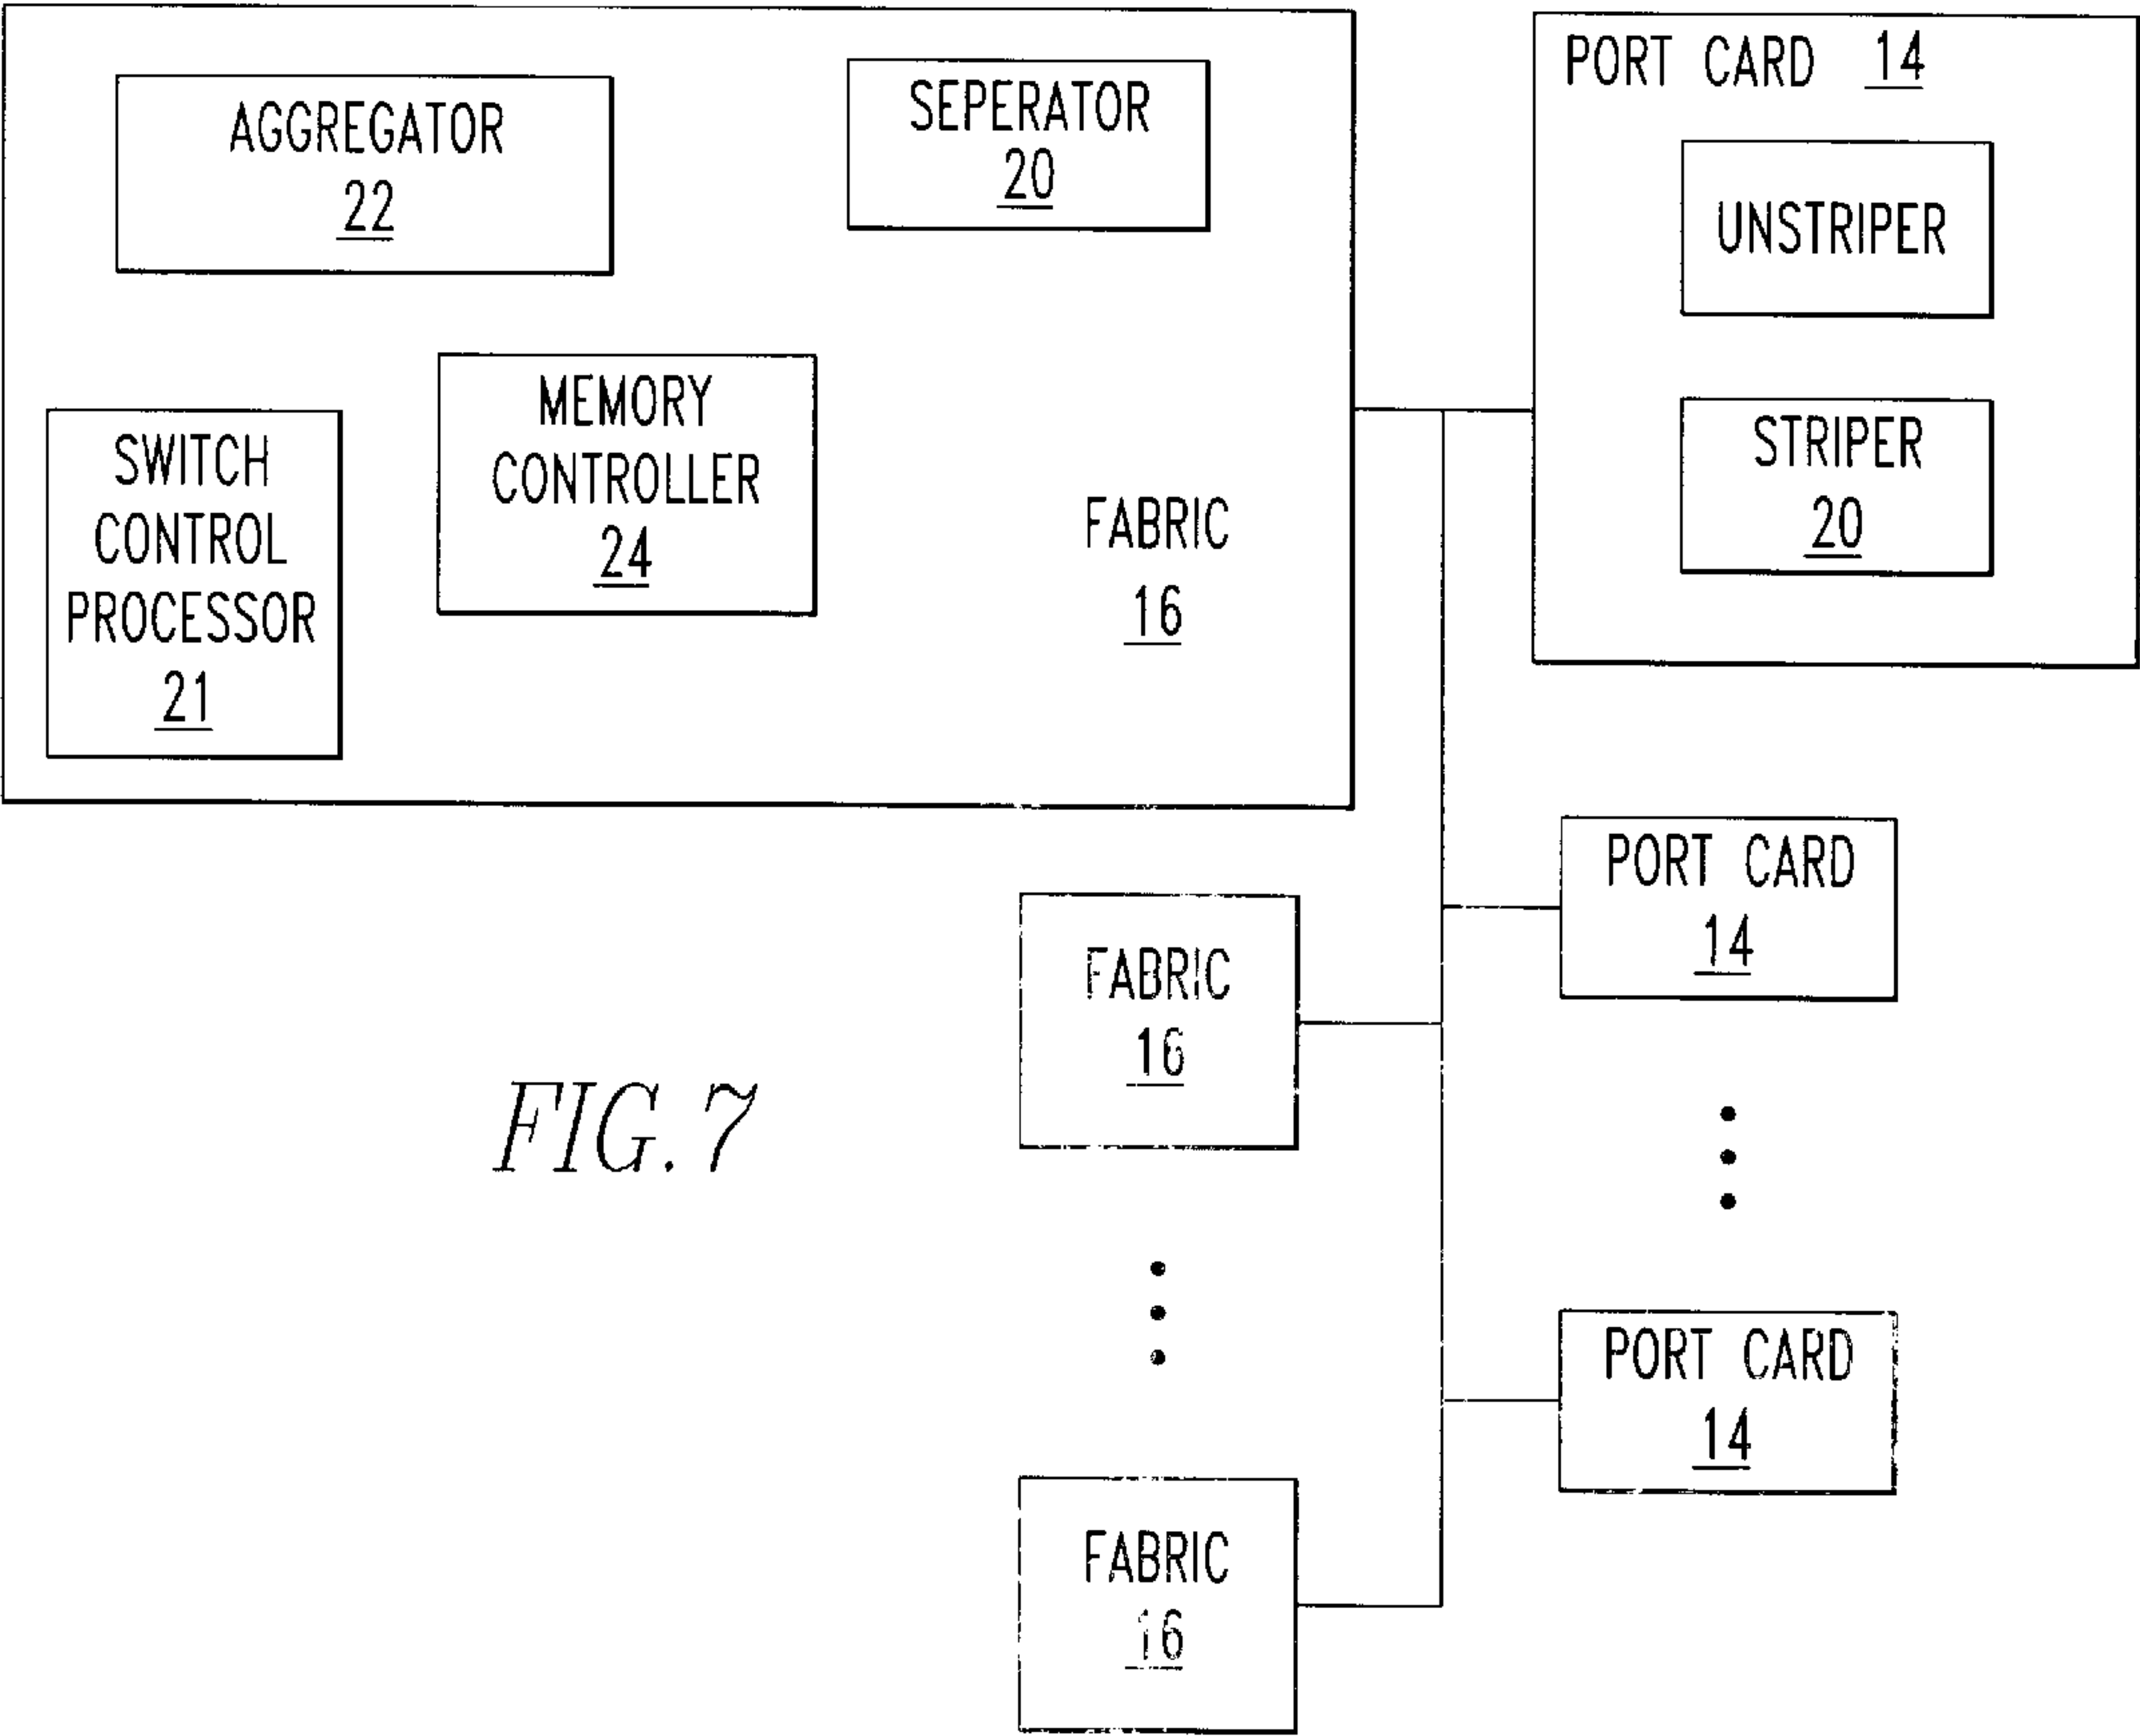 AGGREGATOR
22
SEPERATOR
20
SWITCH
CONTROL
PROCESSOR
21
MEMORY
CONTROLLER
24
FABRIC
16
PORT CARD 14
UNSTRIPER
STRIPER
20
PORT CARD
14
FABRIC
16
PORT CARD
14
FABRIC
16
FIG. 7